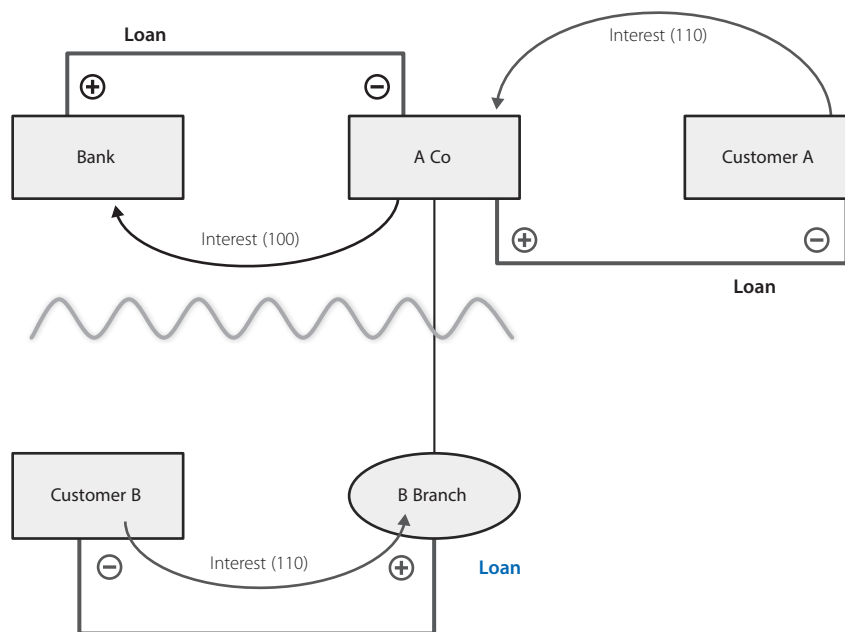 Loan
Interest (110)
+
−
Bank
A Co
Customer A
Interest (100)
+
−
Loan
Customer B
B Branch
−
Interest (110)
+
Loan